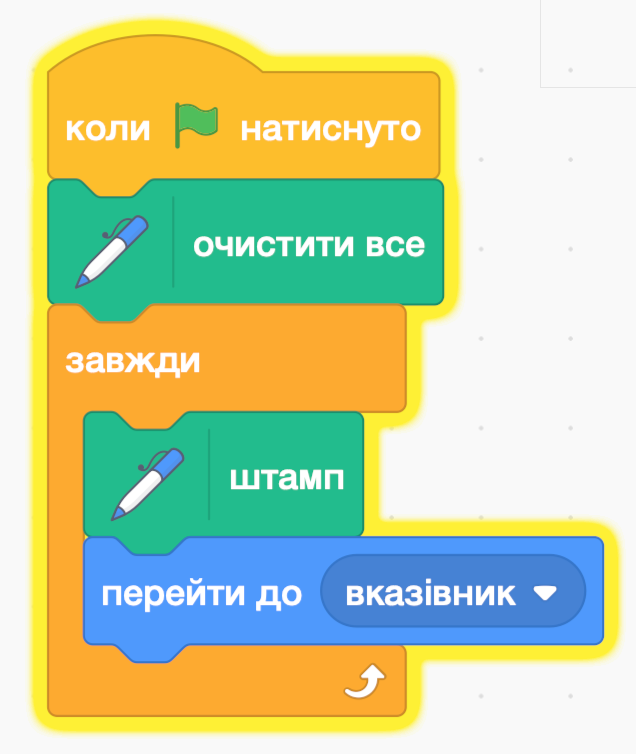 коли натиснуто
очистити все
завжди
штамп
перейти до вказівник